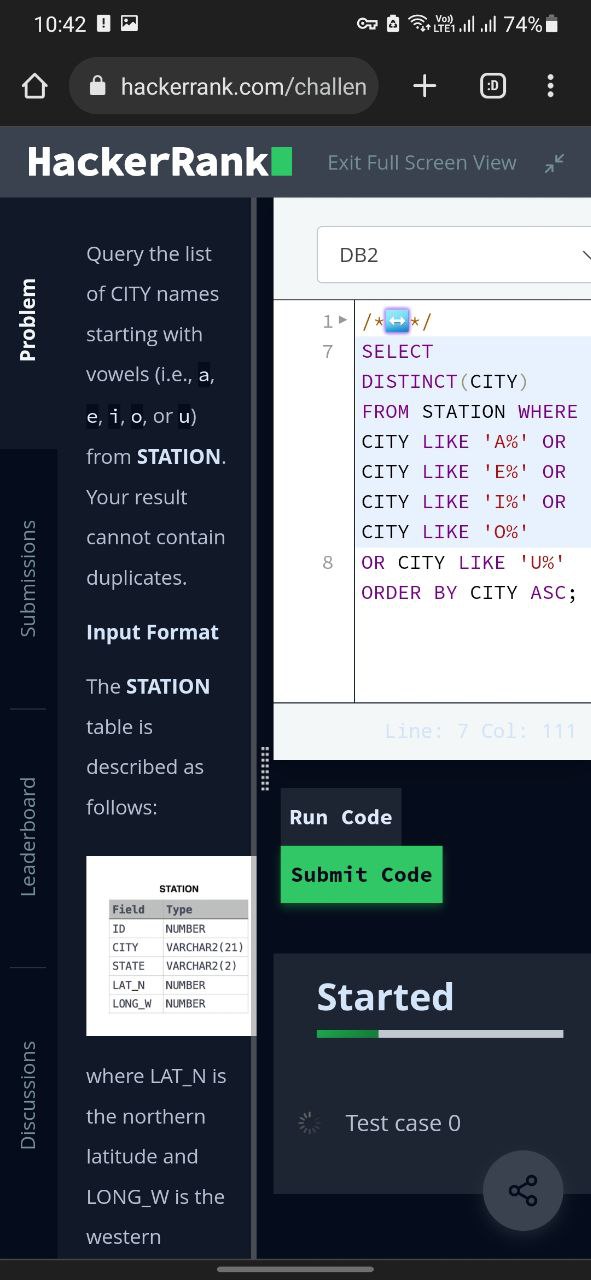 10:42
Vo))
LTE1
74%
hackerrank.com/challen
:D
HackerRank
Exit Full Screen View
Problem
Submissions
Leaderboard
Discussions
Query the list
of CITY names
starting with
vowels (i.e., a,
e, i, o, or u)
from STATION.
Your result
cannot contain
duplicates.
Input Format
The STATION
table is
described as
follows:
STATION
Field Type
ID NUMBER
CITY VARCHAR2(21)
STATE VARCHAR2(2)
LAT_N NUMBER
LONG_W NUMBER
where LAT_N is
the northern
latitude and
LONG_W is the
western
DB2
1 /*↔*/
7 SELECT
DISTINCT(CITY)
FROM STATION WHERE
CITY LIKE 'A%' OR
CITY LIKE 'E%' OR
CITY LIKE 'I%' OR
CITY LIKE 'O%'
8 OR CITY LIKE 'U%'
ORDER BY CITY ASC;
Line: 7 Col: 111
Run Code
Submit Code
Started
Test case 0